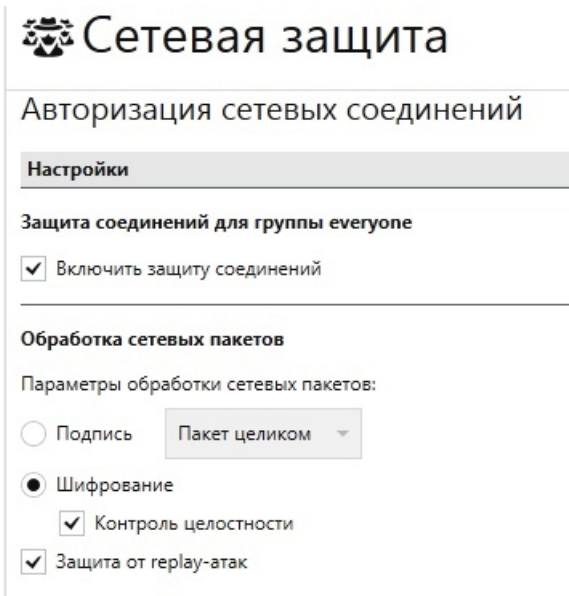 Сетевая защита
Авторизация сетевых соединений
Настройки
Защита соединений для группы everyone
Включить защиту соединений
Обработка сетевых пакетов
Параметры обработки сетевых пакетов:
Подпись Пакет целиком
Шифрование
Контроль целостности
Защита от replay-атак